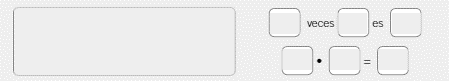 veces es
• =